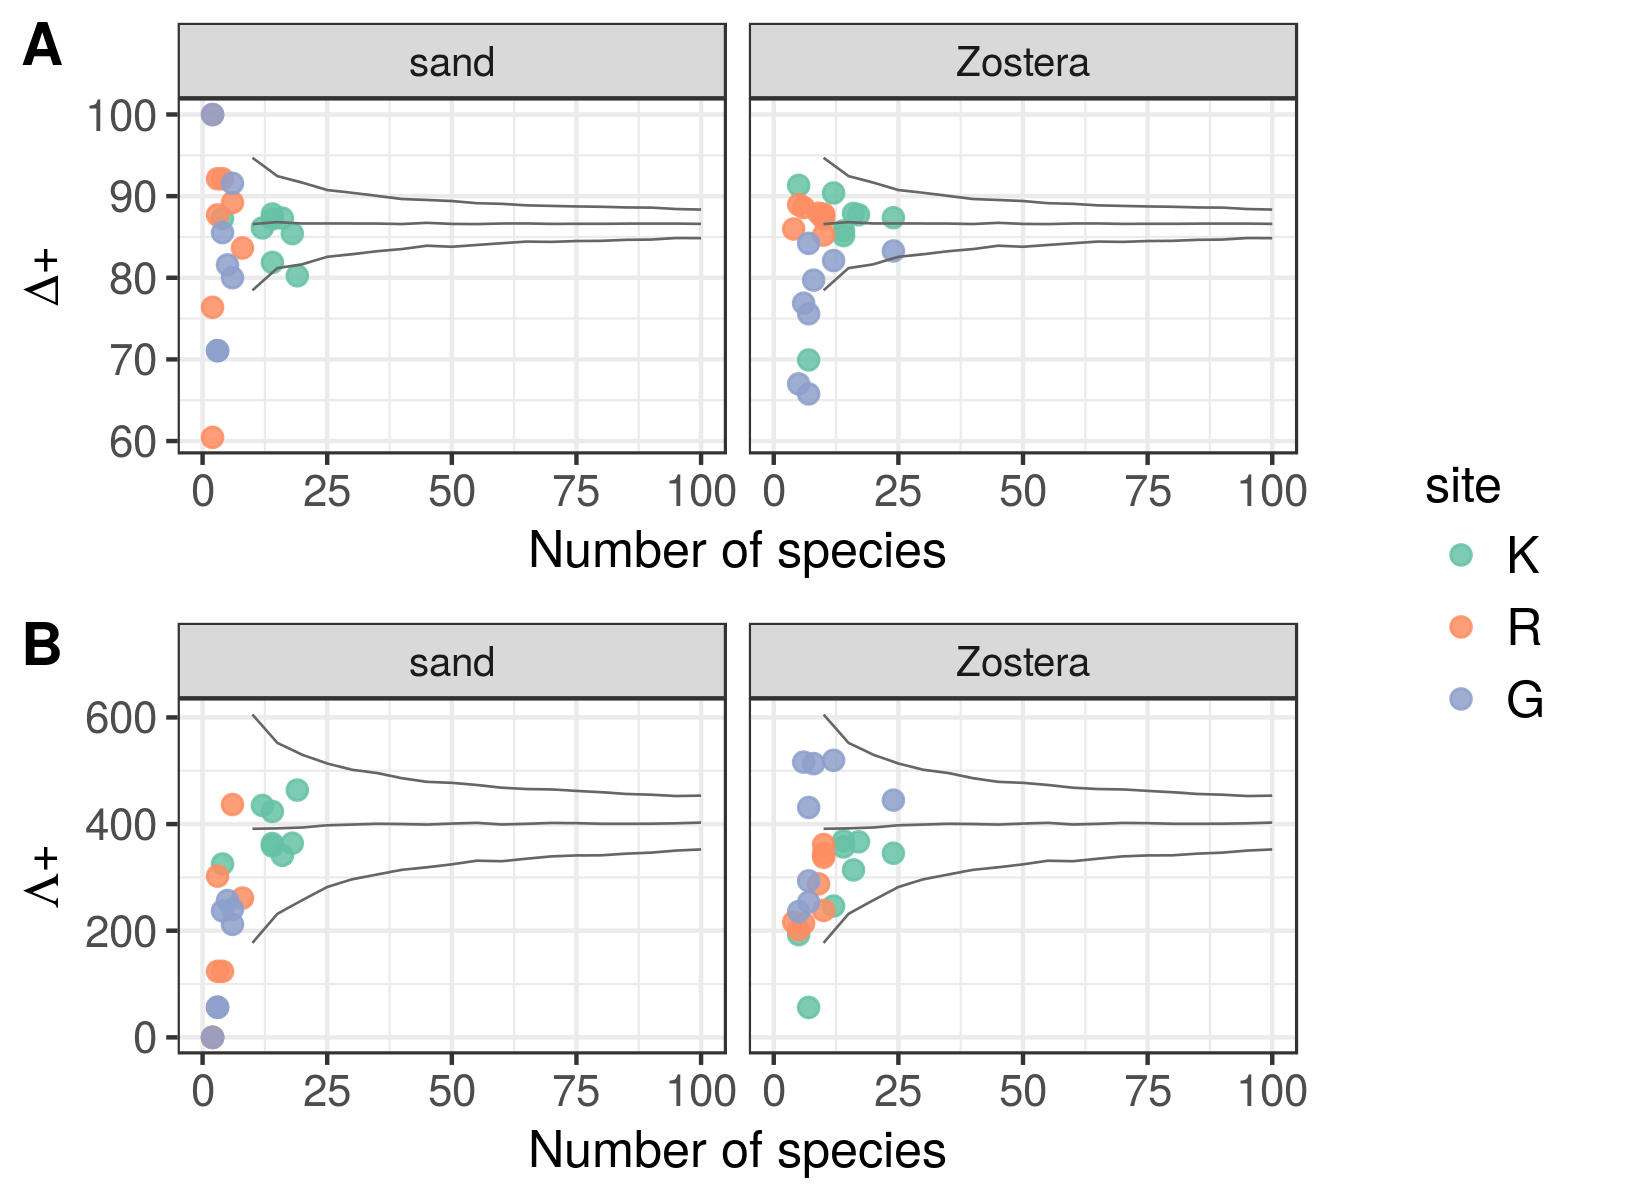 A
sand Zostera
100
90
80
70
60
Δ+
0 25 50 75 100 0 25 50 75 100
Number of species
site
K
R
G
B
sand Zostera
600
400
200
0
Λ+
0 25 50 75 100 0 25 50 75 100
Number of species